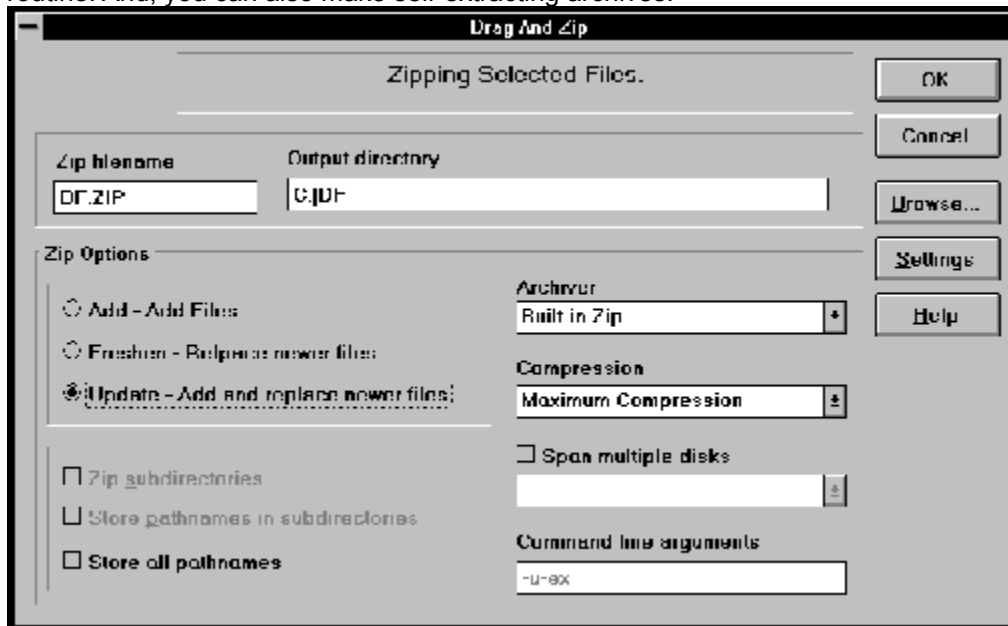 routine. And, you can also make self-extracting archives.
Drag And Zip
Zipping Selected Files.
OK
Cancel
Zip filename
Output directory
DF.ZIP
C:\DF
Browse...
Zip Options
Settings
Add - Add Files
Archiver
Built in Zip
Help
Freshen - Relpace newer files
Compression
Update - Add and replace newer files
Maximum Compression
Span multiple disks
Zip subdirectories
Store pathnames in subdirectories
Command line arguments
Store all pathnames
-u-ex